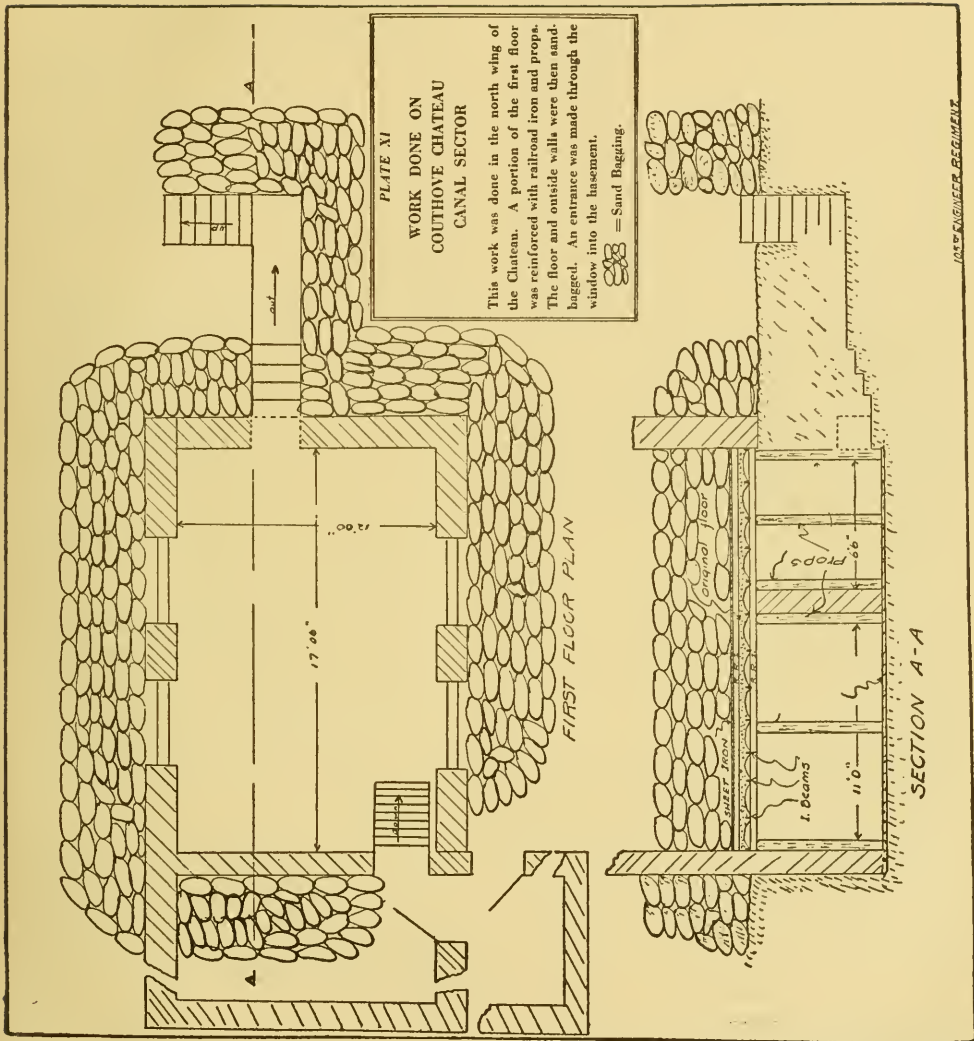 PLATE XI
WORK DONE ON
COUTHOVE CHATEAU
CANAL SECTOR
This work was done in the north wing of
the Chateau. A portion of the first floor
was reinforced with railroad iron and props.
The floor and outside walls were then sand-
bagged. An entrance was made through the
window into the basement.
= Sand Bagging.
A
dn
out
12'00"
17'06"
down
A
FIRST FLOOR PLAN
original floor
SHEET IRON
Props
6'6"
I. Beams
11'0"
SECTION A-A
105TH ENGINEER REGIMENT